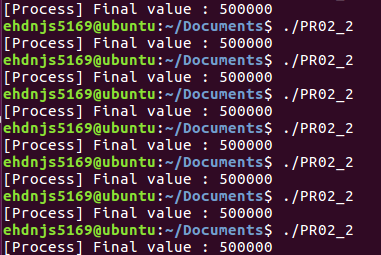 [Process] Final value : 500000
ehdnjs5169@ubuntu:~/Documents$ ./PR02_2
[Process] Final value : 500000
ehdnjs5169@ubuntu:~/Documents$ ./PR02_2
[Process] Final value : 500000
ehdnjs5169@ubuntu:~/Documents$ ./PR02_2
[Process] Final value : 500000
ehdnjs5169@ubuntu:~/Documents$ ./PR02_2
[Process] Final value : 500000
ehdnjs5169@ubuntu:~/Documents$ ./PR02_2
[Process] Final value : 500000
ehdnjs5169@ubuntu:~/Documents$ ./PR02_2
[Process] Final value : 500000
ehdnjs5169@ubuntu:~/Documents$ ./PR02_2
[Process] Final value : 500000